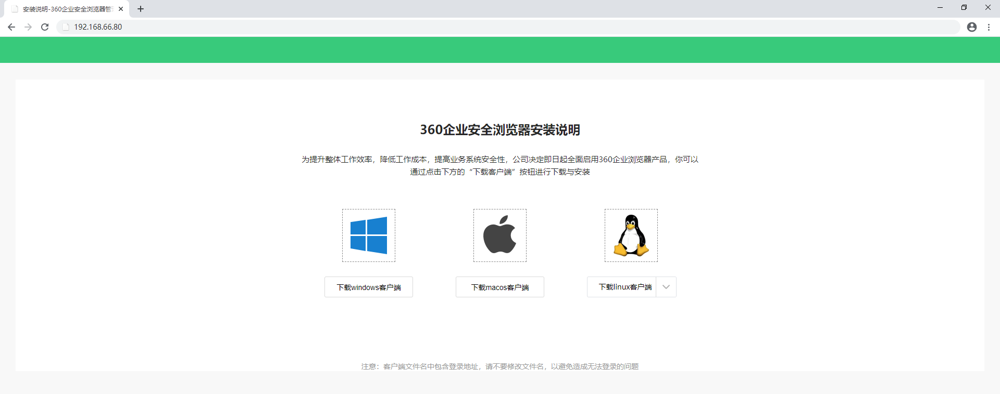 安装说明-360企业安全浏览器管
192.168.66.80
360企业安全浏览器安装说明
为提升整体工作效率，降低工作成本，提高业务系统安全性，公司决定即日起全面启用360企业浏览器产品，你可以
通过点击下方的“下载客户端”按钮进行下载与安装
下载windows客户端
下载macos客户端
下载linux客户端
注意：客户端文件名中包含登录地址，请不要修改文件名，以避免造成无法登录的问题